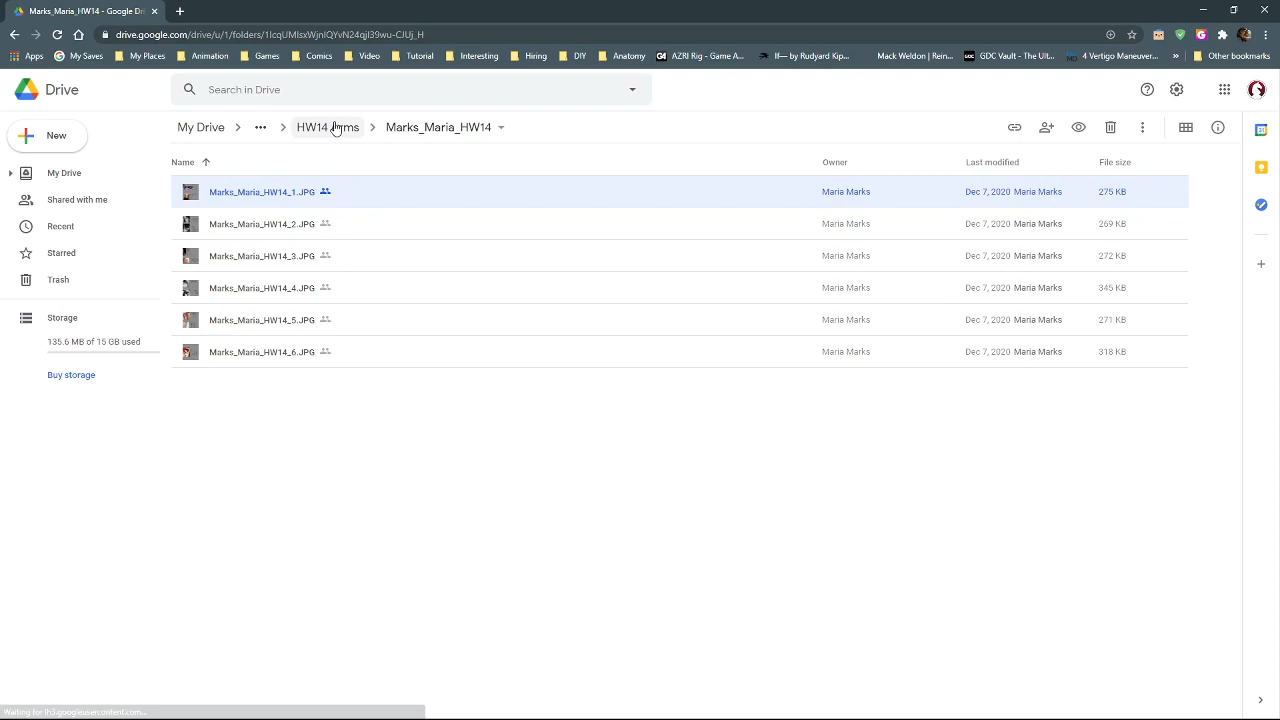 Marks_Maria_HW14 - Google Dri
drive.google.com/drive/u/1/folders/
Apps
My Saves
My Places
Animation
Games
Comics
Video
Tutorial
Interesting
Hiring
DIY
Anatomy
AZRI Rig - Game A...
If— by Rudyard Kip...
Mack Weldon | Rein...
GDC Vault - The Ult...
4 Vertigo Maneuver...
»
Other bookmarks
Drive
Search in Drive
My Drive
•••
Marks_Maria_HW14
New
My Drive
Shared with me
Recent
Starred
Trash
Storage
135.6 MB of 15 GB used
Buy storage
Name
Owner
Last modified
File size
Marks_Maria_HW14_1.JPG Maria Marks Dec 7, 2020 Maria Marks 275 KB
Marks_Maria_HW14_2.JPG Maria Marks Dec 7, 2020 Maria Marks 269 KB
Marks_Maria_HW14_3.JPG Maria Marks Dec 7, 2020 Maria Marks 272 KB
Marks_Maria_HW14_4.JPG Maria Marks Dec 7, 2020 Maria Marks 345 KB
Marks_Maria_HW14_5.JPG Maria Marks Dec 7, 2020 Maria Marks 271 KB
Marks_Maria_HW14_6.JPG Maria Marks Dec 7, 2020 Maria Marks 318 KB
Waiting for lh3.googleusercontent.com...